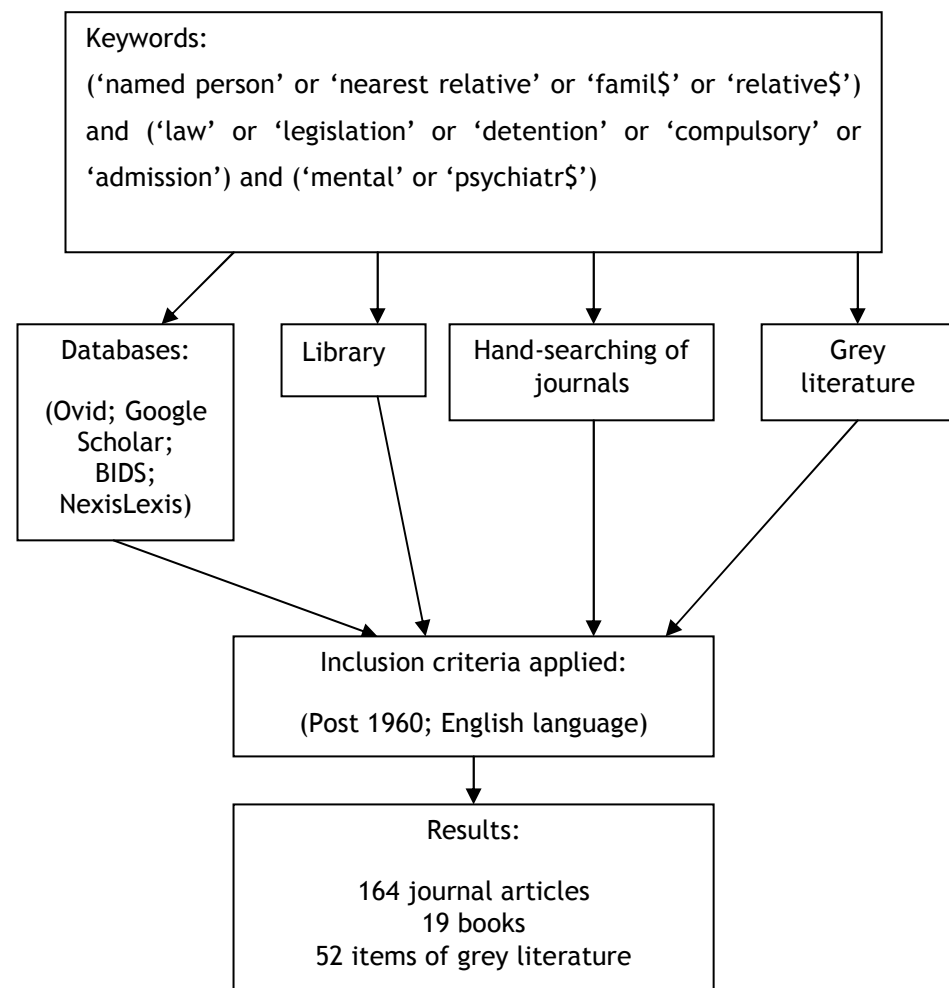 Keywords:
(‘named person’ or ‘nearest relative’ or ‘famil$’ or ‘relative$’)
and (‘law’ or ‘legislation’ or ‘detention’ or ‘compulsory’ or
‘admission’) and (‘mental’ or ‘psychiatr$’)
Databases:
(Ovid; Google
Scholar;
BIDS;
NexisLexis)
Library
Hand-searching of
journals
Grey
literature
Inclusion criteria applied:
(Post 1960; English language)
Results:
164 journal articles
19 books
52 items of grey literature